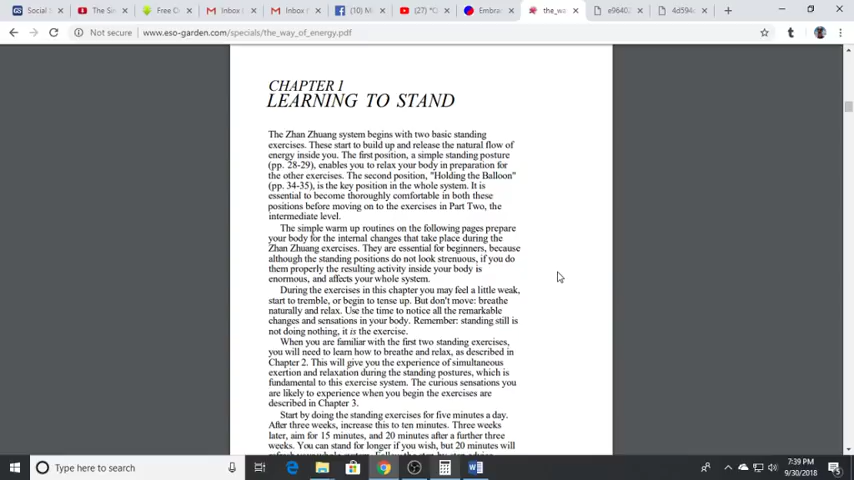 Social
The Si
Free C
Inbox
Inbox
(10) M
(27) *O
Embra
the_wa
e9640.
4d594
Not secure www.eso-garden.com/specials/the_way_of_energy.pdf
CHAPTER 1
LEARNING TO STAND
The Zhan Zhuang system begins with two basic standing
exercises. These start to build up and release the natural flow of
energy inside you. The first position, a simple standing posture
(pp. 28-29), enables you to relax your body in preparation for
the other exercises. The second position, "Holding the Balloon"
(pp. 34-35), is the key position in the whole system. It is
essential to become thoroughly comfortable in both these
positions before moving on to the exercises in Part Two, the
intermediate level.
The simple warm up routines on the following pages prepare
your body for the internal changes that take place during the
Zhan Zhuang exercises. They are essential for beginners, because
although the standing positions do not look strenuous, if you do
them properly the resulting activity inside your body is
enormous, and affects your whole system.
During the exercises in this chapter you may feel a little weak,
start to tremble, or begin to tense up. But don't move: breathe
naturally and relax. Use the time to notice all the remarkable
changes and sensations in your body. Remember: standing still is
not doing nothing, it is the exercise.
When you are familiar with the first two standing exercises,
you will need to learn how to breathe and relax, as described in
Chapter 2. This will give you the experience of simultaneous
exertion and relaxation during the standing postures, which is
fundamental to this exercise system. The curious sensations you
are likely to experience when you begin the exercises are
described in Chapter 3.
Start by doing the standing exercises for five minutes a day.
After three weeks, increase this to ten minutes. Three weeks
later, aim for 15 minutes, and 20 minutes after a further three
weeks. You can stand for longer if you wish, but 20 minutes will
Type here to search
7:39 PM
9/30/2018